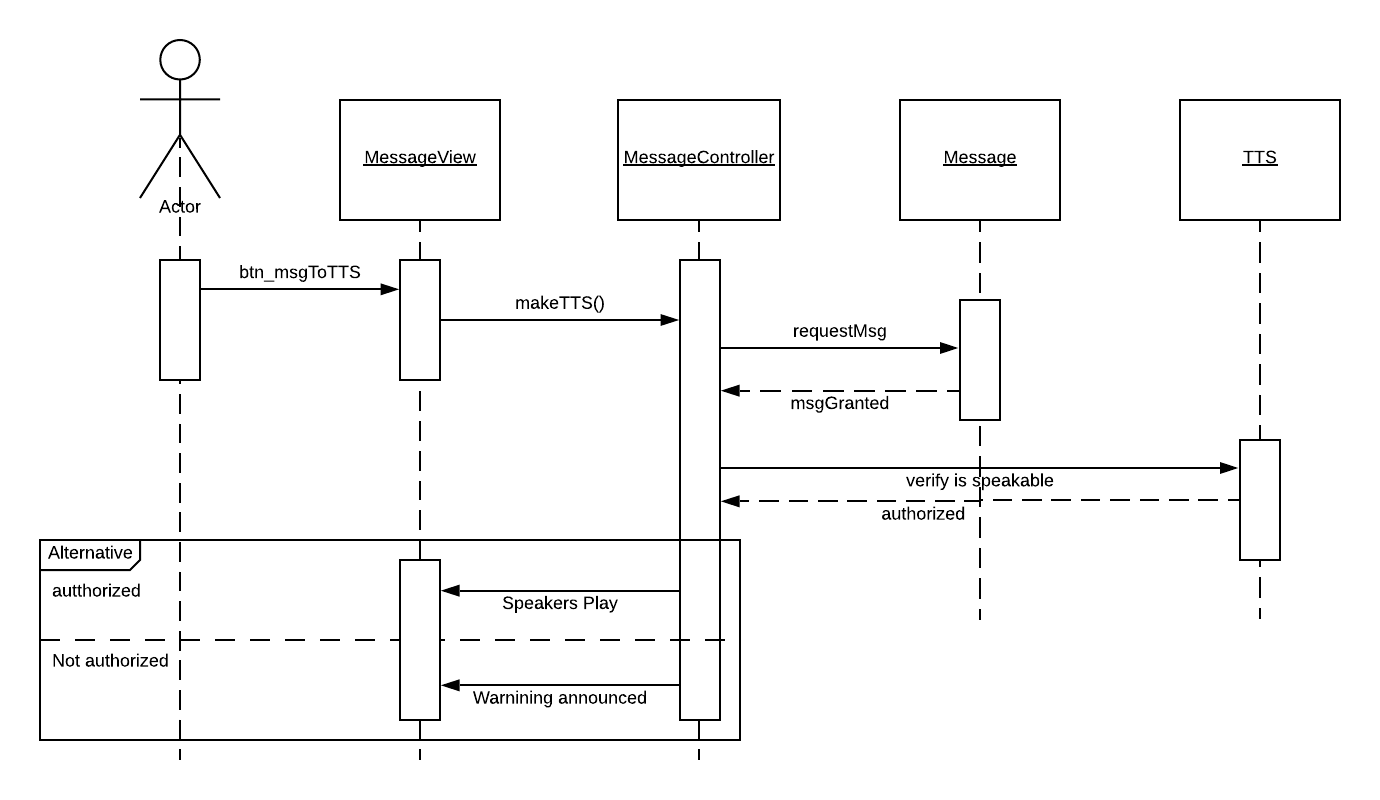 Actor
MessageView
MessageController
Message
TTS
btn_msgToTTS
makeTTS()
requestMsg
msgGranted
verify is speakable
authorized
Alternative
autthorized
Speakers Play
Not authorized
Warnining announced